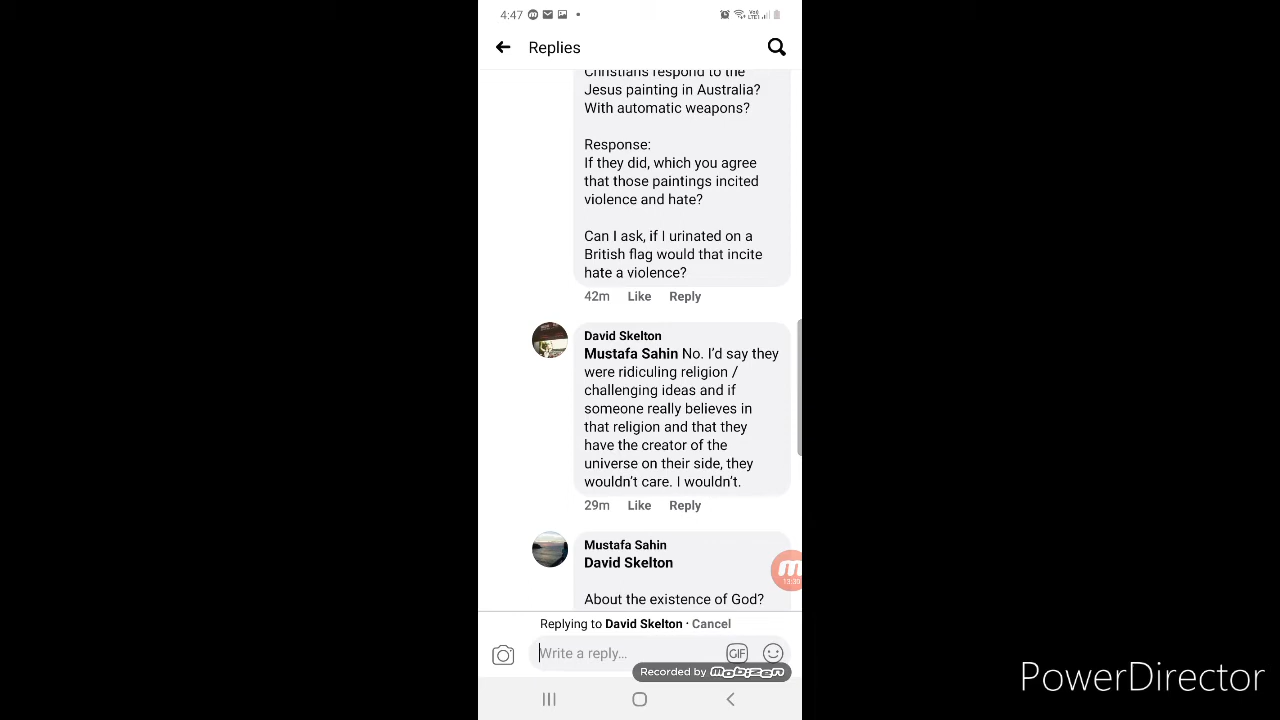 4:47
Replies
Christians respond to the
Jesus painting in Australia?
With automatic weapons?
Response:
If they did, which you agree
that those paintings incited
violence and hate?
Can I ask, if I urinated on a
British flag would that incite
hate a violence?
42m Like Reply
David Skelton
Mustafa Sahin No. I’d say they
were ridiculing religion /
challenging ideas and if
someone really believes in
that religion and that they
have the creator of the
universe on their side, they
wouldn’t care. I wouldn’t.
29m Like Reply
Mustafa Sahin
David Skelton
About the existence of God?
Replying to David Skelton · Cancel
Write a reply...
GIF
Recorded by mobizen
PowerDirector